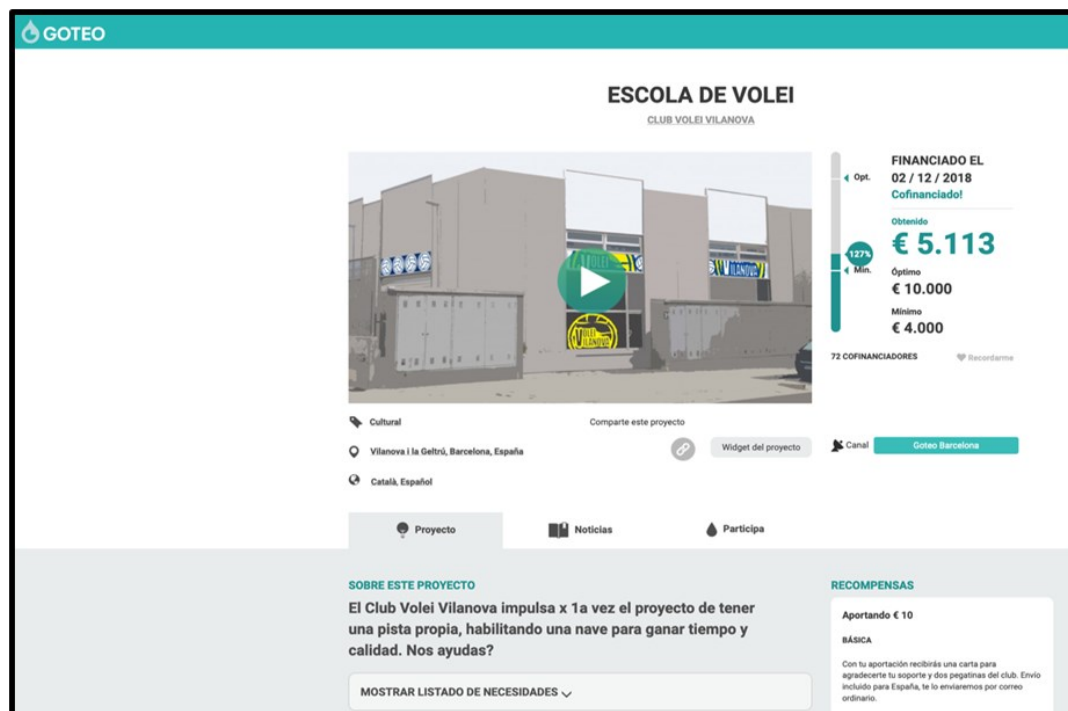 GOTEO
ESCOLA DE VOLEI
CLUB VOLEI VILANOVA
VOLEI
VILANOVA
VOLEI
VILANOVA
Opt.
127%
Mín.
FINANCIADO EL
02 / 12 / 2018
Cofinanciado!
Obtenido
€ 5.113
Óptimo
€ 10.000
Mínimo
€ 4.000
72 COFINANCIADORES
Recordarme
Cultural
Comparte este proyecto
Vilanova i la Geltrú, Barcelona, España
Widget del proyecto
Canal
Goteo Barcelona
Català, Español
Proyecto
Noticias
Participa
SOBRE ESTE PROYECTO
El Club Volei Vilanova impulsa x 1a vez el proyecto de tener
una pista propia, habilitando una nave para ganar tiempo y
calidad. Nos ayudas?
MOSTRAR LISTADO DE NECESIDADES
RECOMPENSAS
Aportando € 10
BÁSICA
Con tu aportación recibirás una carta para
agradecerte tu soporte y dos pegatinas del club. Envío
incluido para España, te lo enviaremos por correo
ordinario.